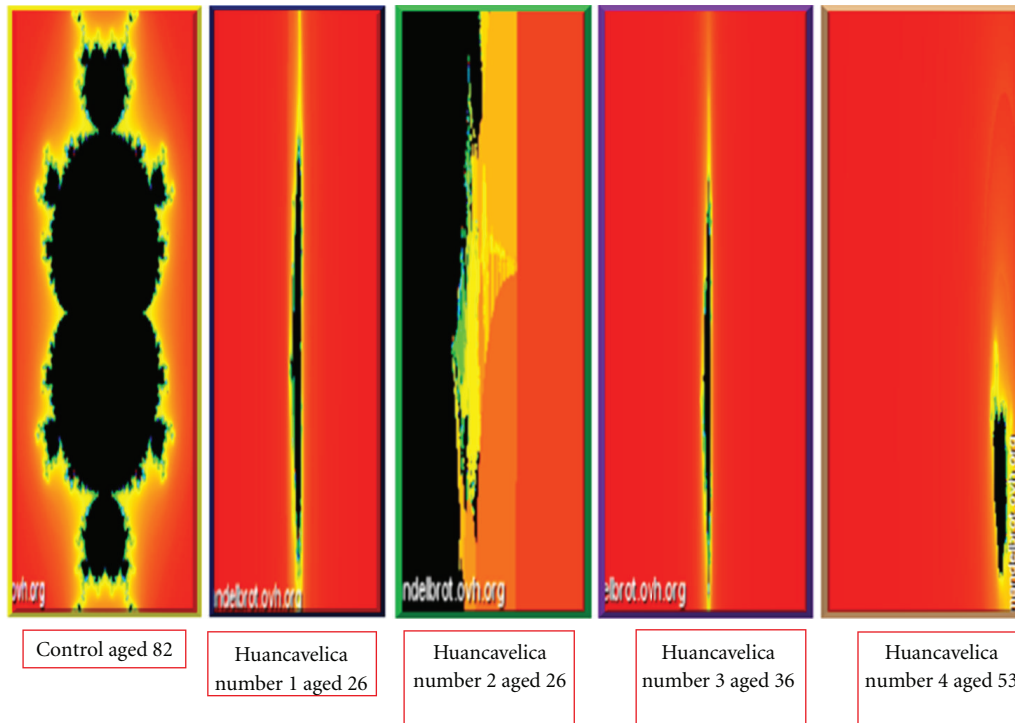 ovh.org
ndelbrot.ovh.org
ndelbrot.ovh.org
elbrot.ovh.org
Control aged 82
Huancavelica
number 1 aged 26
Huancavelica
number 2 aged 26
Huancavelica
number 3 aged 36
Huancavelica
number 4 aged 53